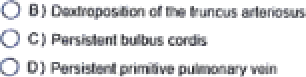 B) Dextroposition of the truncus arteriosus
C) Persistent bulbus cordis
D) Persistent primitive pulmonary vein